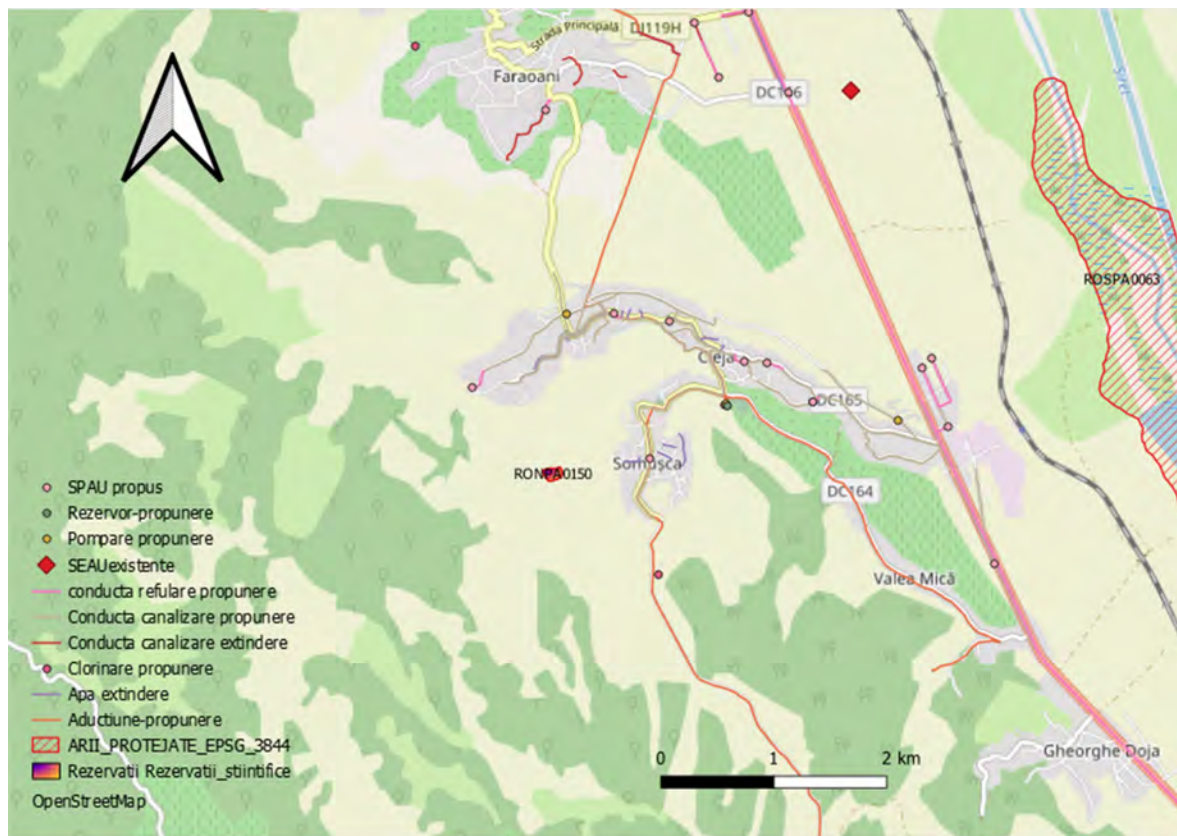 Strada Principală
DJ119H
Faraoani
DC106
Siret
ROSPA0063
Cleja
DC165
Somușca
RONPA0150
DC164
Valea Mică
Gheorghe Doja
SPAU propus
Rezervor-propunere
Pompare propunere
SEAUexistente
conducta refulare propunere
Conducta canalizare propunere
Conducta canalizare extindere
Clorinare propunere
Apa extindere
Aductiune-propunere
ARII_PROTEJATE_EPSG_3844
Rezervatii Rezervatii_stiintifice
OpenStreetMap
0 1 2 km